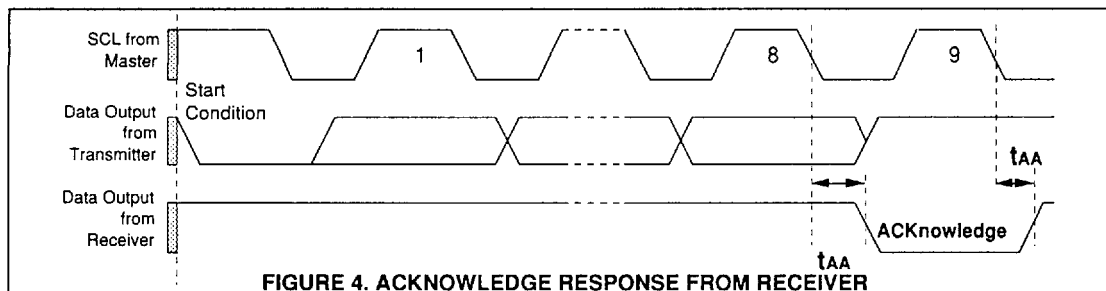 SCL from
Master
1
8
9
Start
Condition
Data Output
from
Transmitter
tAA
Data Output
from
Receiver
ACKnowledge
tAA
FIGURE 4. ACKNOWLEDGE RESPONSE FROM RECEIVER